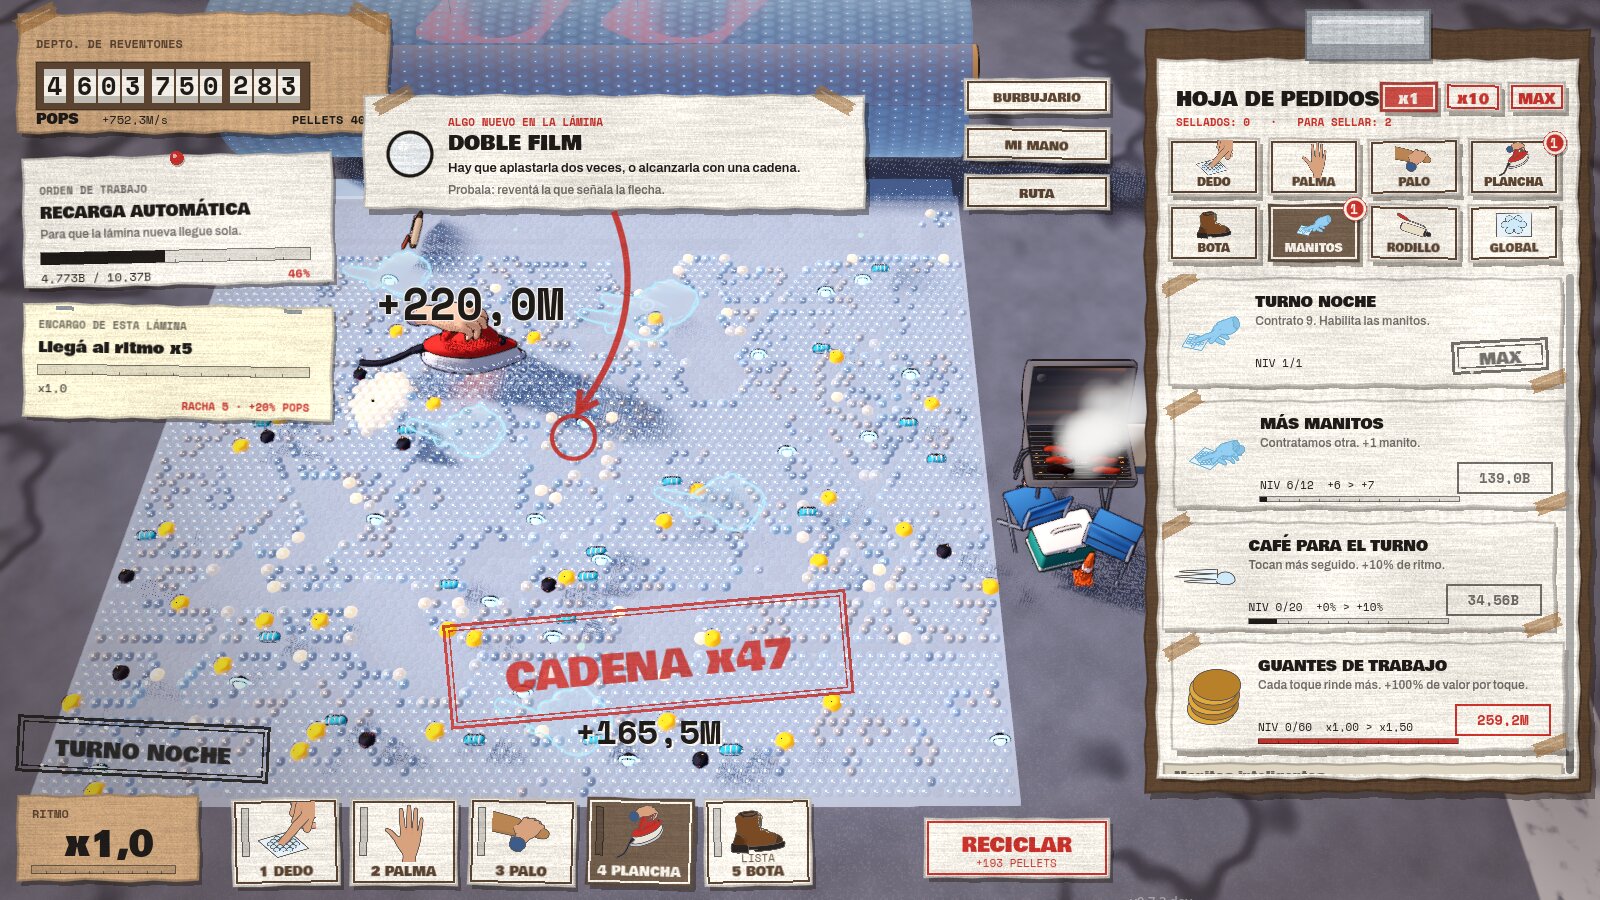 DEPTO. DE REVENTONES
4 603 750 283
POPS +752,3M/s PELLETS 40
ORDEN DE TRABAJO
RECARGA AUTOMÁTICA
Para que la lámina nueva llegue sola.
4,773B / 10,37B 46%
ENCARGO DE ESTA LÁMINA
Llegá al ritmo x5
x1,0
RACHA 5 · +20% POPS
ALGO NUEVO EN LA LÁMINA
DOBLE FILM
Hay que aplastarla dos veces, o alcanzarla con una cadena.
Probala: reventá la que señala la flecha.
BURBUJARIO
MI MANO
RUTA
+220,0M
CADENA x47
+165,5M
TURNO NOCHE
RITMO
x1,0
1 DEDO
2 PALMA
3 PALO
4 PLANCHA
LISTA
5 BOTA
RECICLAR
+193 PELLETS
HOJA DE PEDIDOS x1 x10 MAX
SELLADOS: 0 · PARA SELLAR: 2
DEDO PALMA PALO PLANCHA 1
BOTA MANITOS 1 RODILLO GLOBAL
TURNO NOCHE
Contrato 9. Habilita las manitos.
NIV 1/1 MAX
MÁS MANITOS
Contratamos otra. +1 manito.
NIV 6/12 +6 > +7 139,0B
CAFÉ PARA EL TURNO
Tocan más seguido. +10% de ritmo.
NIV 0/20 +0% > +10% 34,56B
GUANTES DE TRABAJO
Cada toque rinde más. +100% de valor por toque.
NIV 0/60 x1,00 > x1,50 259,2M